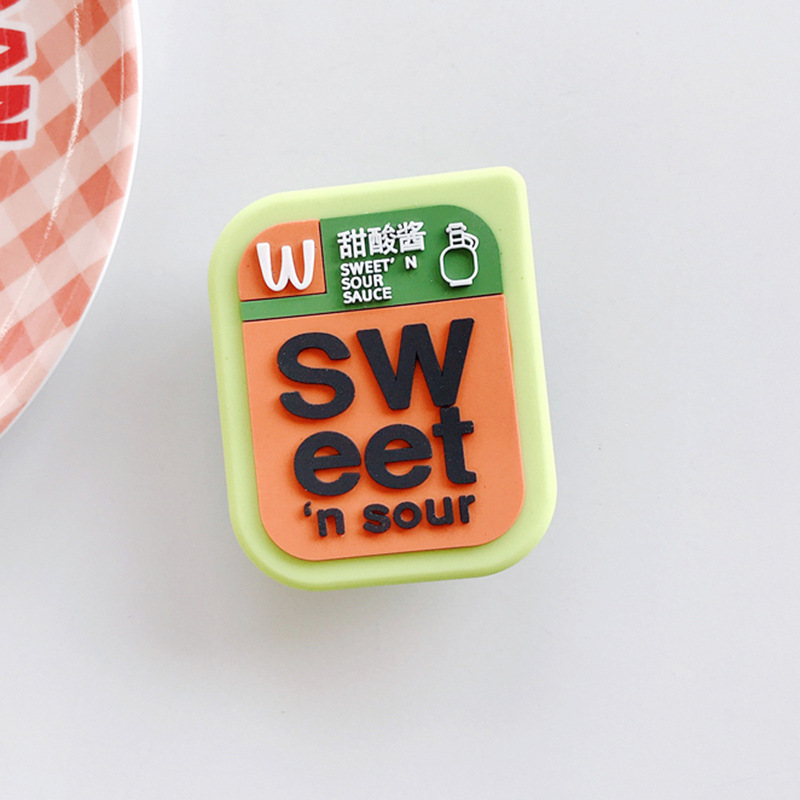 W
甜酸酱
SWEET' N
SOUR
SAUCE
sw
eet
'n sour